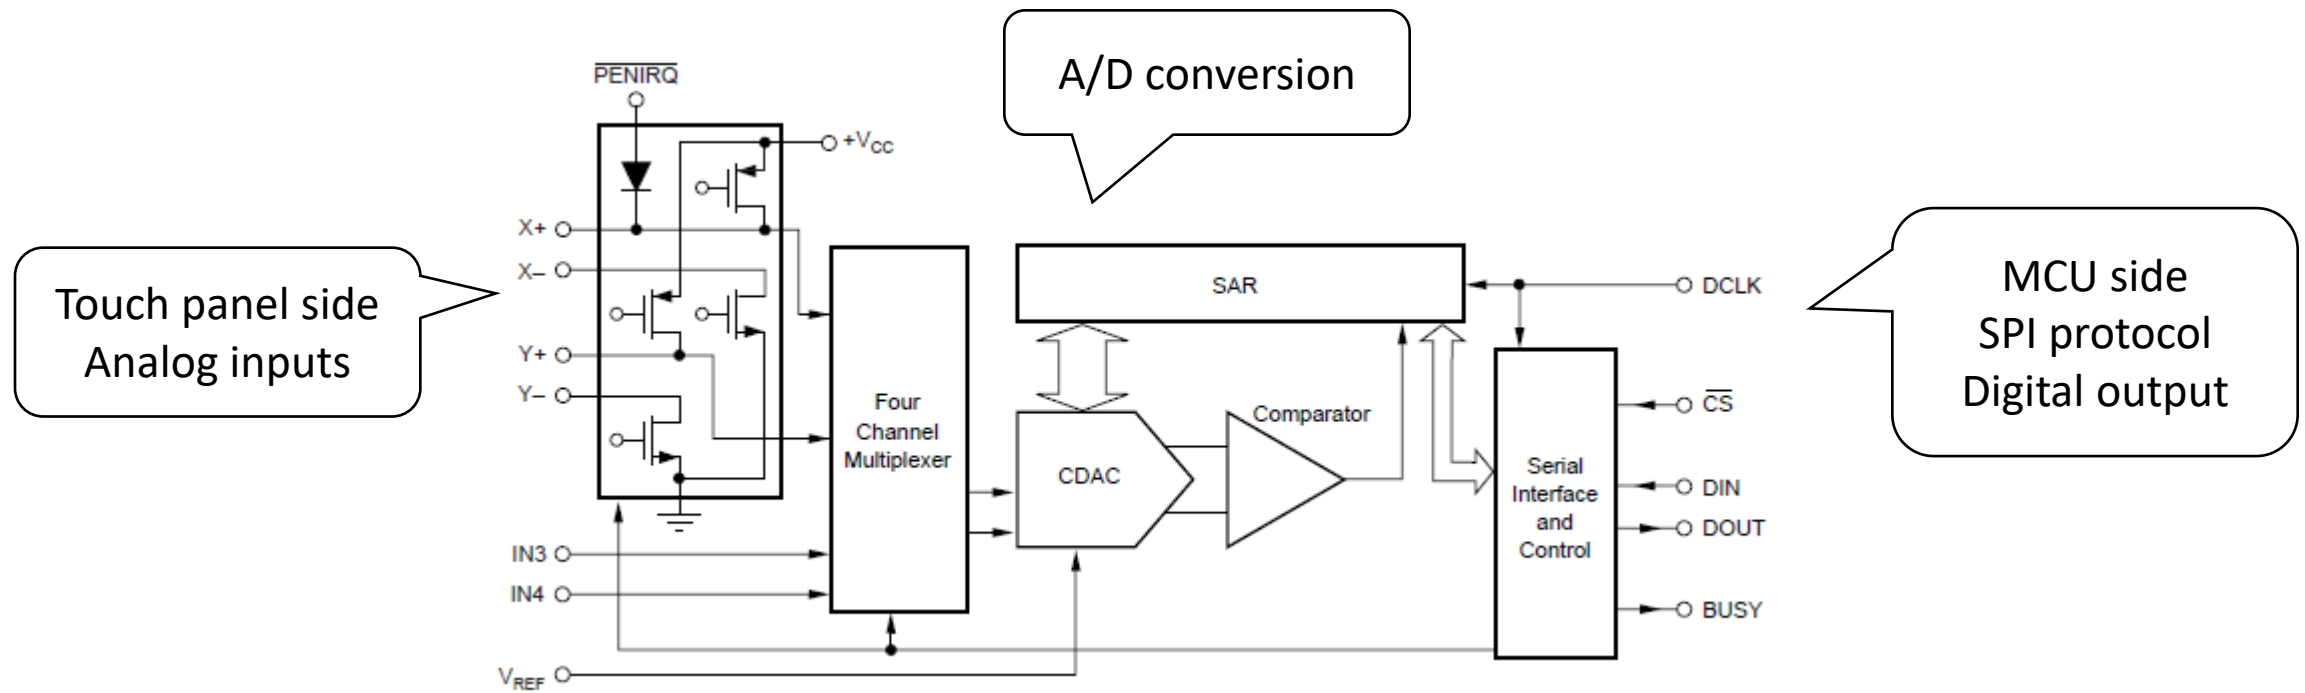 A/D conversion
PENIRQ
+VCC
X+
X–
Y+
Y–
Touch panel side
Analog inputs
SAR
DCLK
MCU side
SPI protocol
Digital output
Four
Channel
Multiplexer
CDAC
Comparator
Serial
Interface
and
Control
CS
DIN
DOUT
BUSY
IN3
IN4
VREF